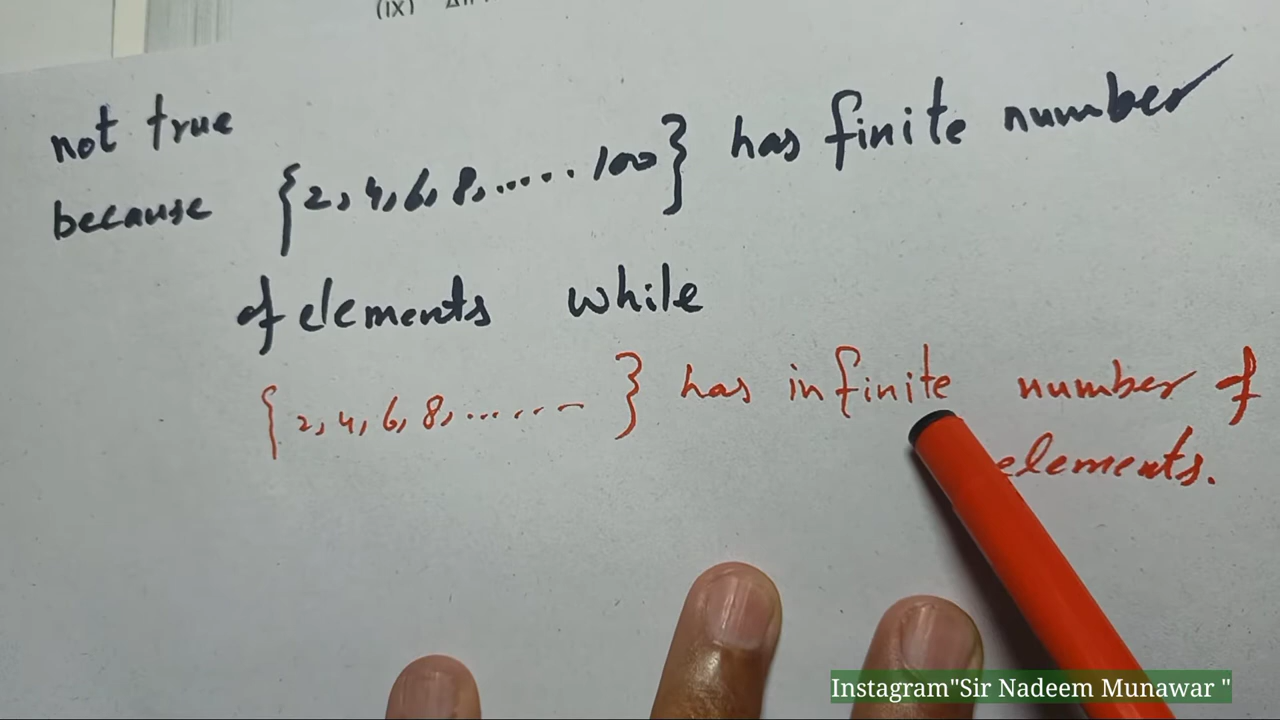 (ix)
not true
because {2, 4, 6, 8, ...... 100} has finite number
of elements while
{2, 4, 6, 8, ....... } has infinite number of
elements.
Instagram"Sir Nadeem Munawar "